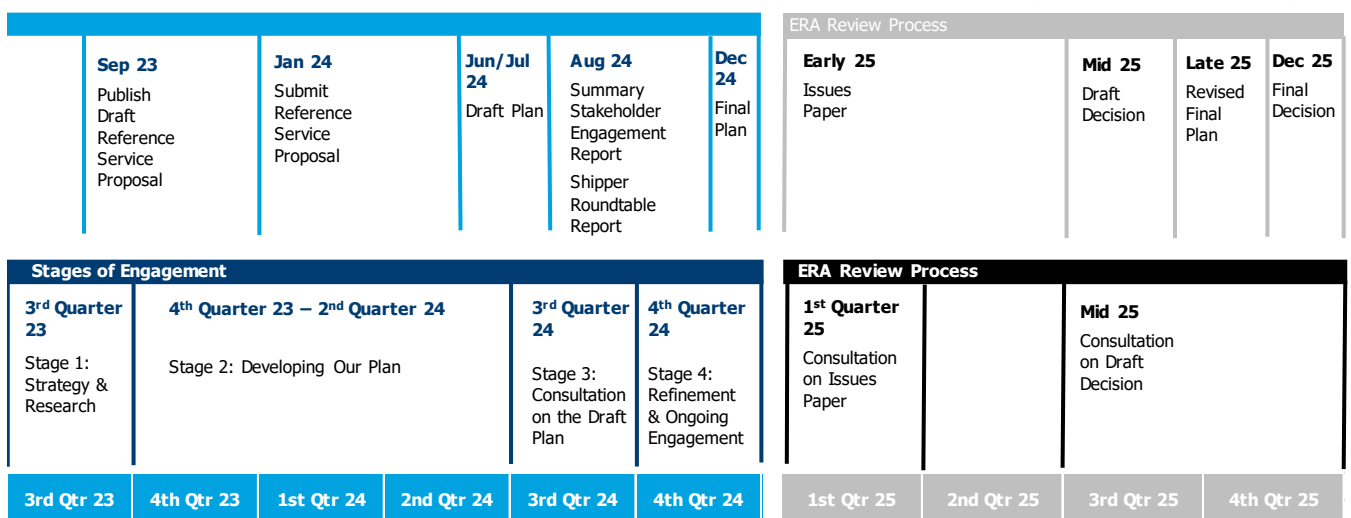 ERA Review Process
Sep 23
Publish
Draft
Reference
Service
Proposal
Jan 24
Submit
Reference
Service
Proposal
Jun/Jul
24
Draft Plan
Aug 24
Summary
Stakeholder
Engagement
Report
Shipper
Roundtable
Report
Dec
24
Final
Plan
Early 25
Issues
Paper
Mid 25
Draft
Decision
Late 25
Revised
Final
Plan
Dec 25
Final
Decision
Stages of Engagement
3rd Quarter
23
Stage 1:
Strategy &
Research
4th Quarter 23 – 2nd Quarter 24
Stage 2: Developing Our Plan
3rd Quarter
24
Stage 3:
Consultation
on the Draft
Plan
4th Quarter
24
Stage 4:
Refinement
& Ongoing
Engagement
ERA Review Process
1st Quarter
25
Consultation
on Issues
Paper
Mid 25
Consultation
on Draft
Decision
3rd Qtr 23
4th Qtr 23
1st Qtr 24
2nd Qtr 24
3rd Qtr 24
4th Qtr 24
1st Qtr 25
2nd Qtr 25
3rd Qtr 25
4th Qtr 25